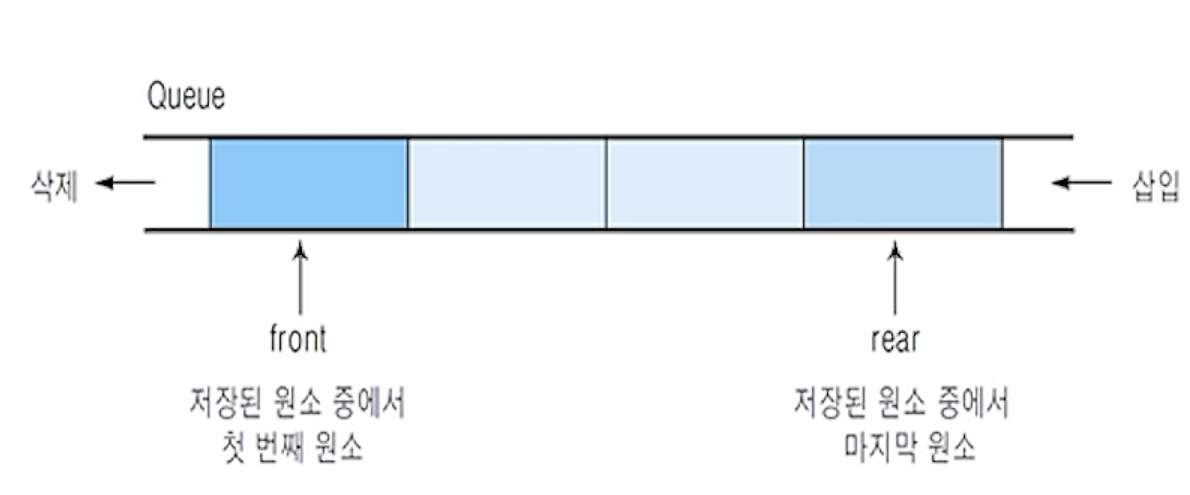 Queue
삭제
삽입
front
rear
저장된 원소 중에서
첫 번째 원소
저장된 원소 중에서
마지막 원소